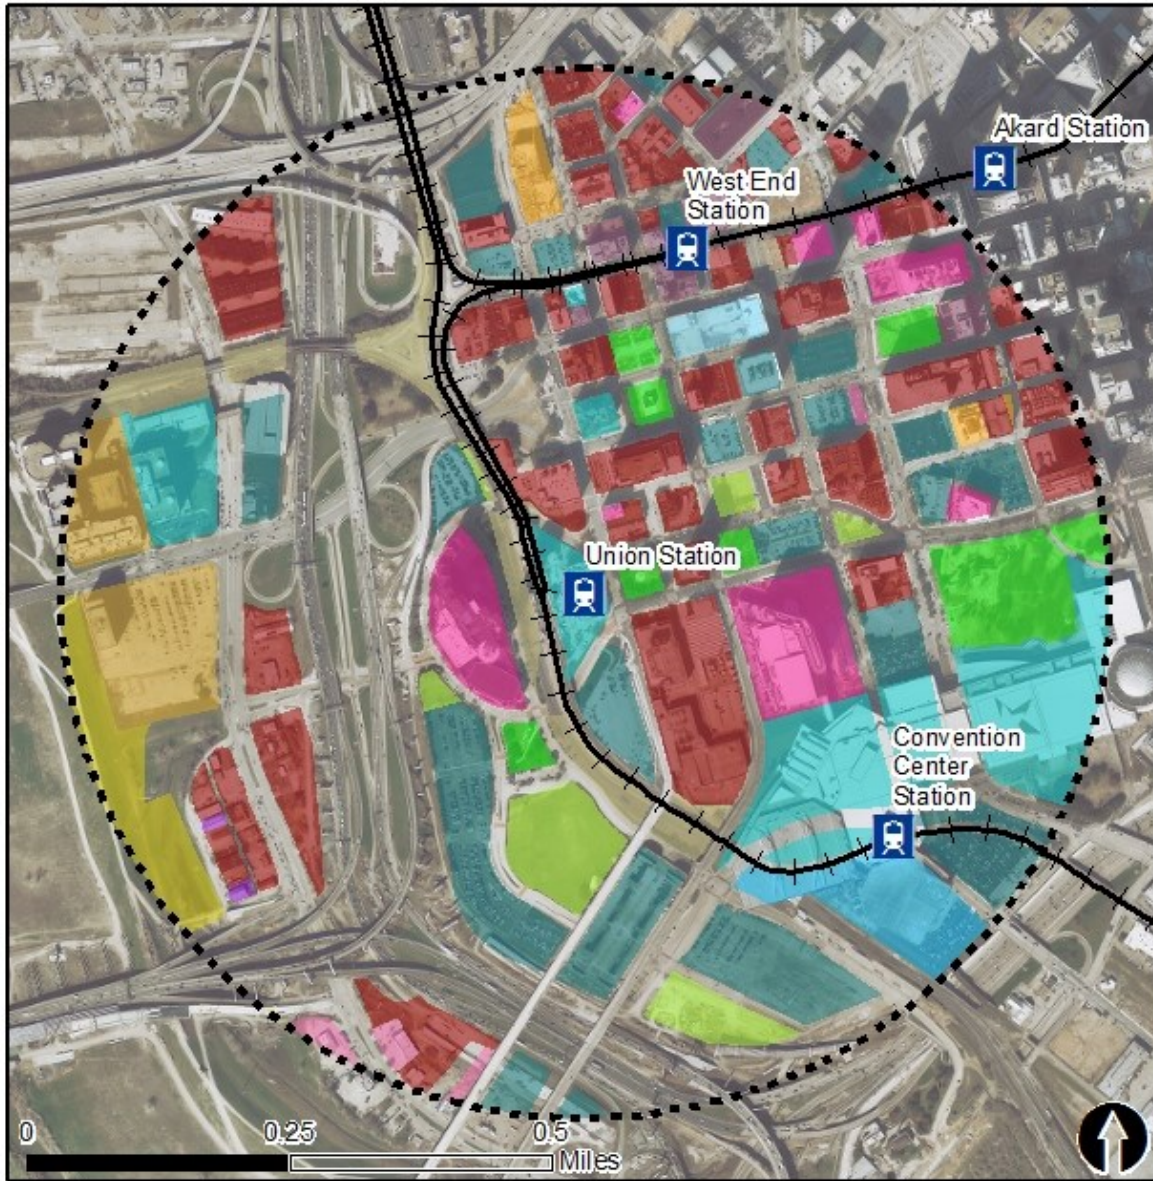 Akard Station
West End
Station
Union Station
Convention
Center
Station
0
0.25
0.5
Miles